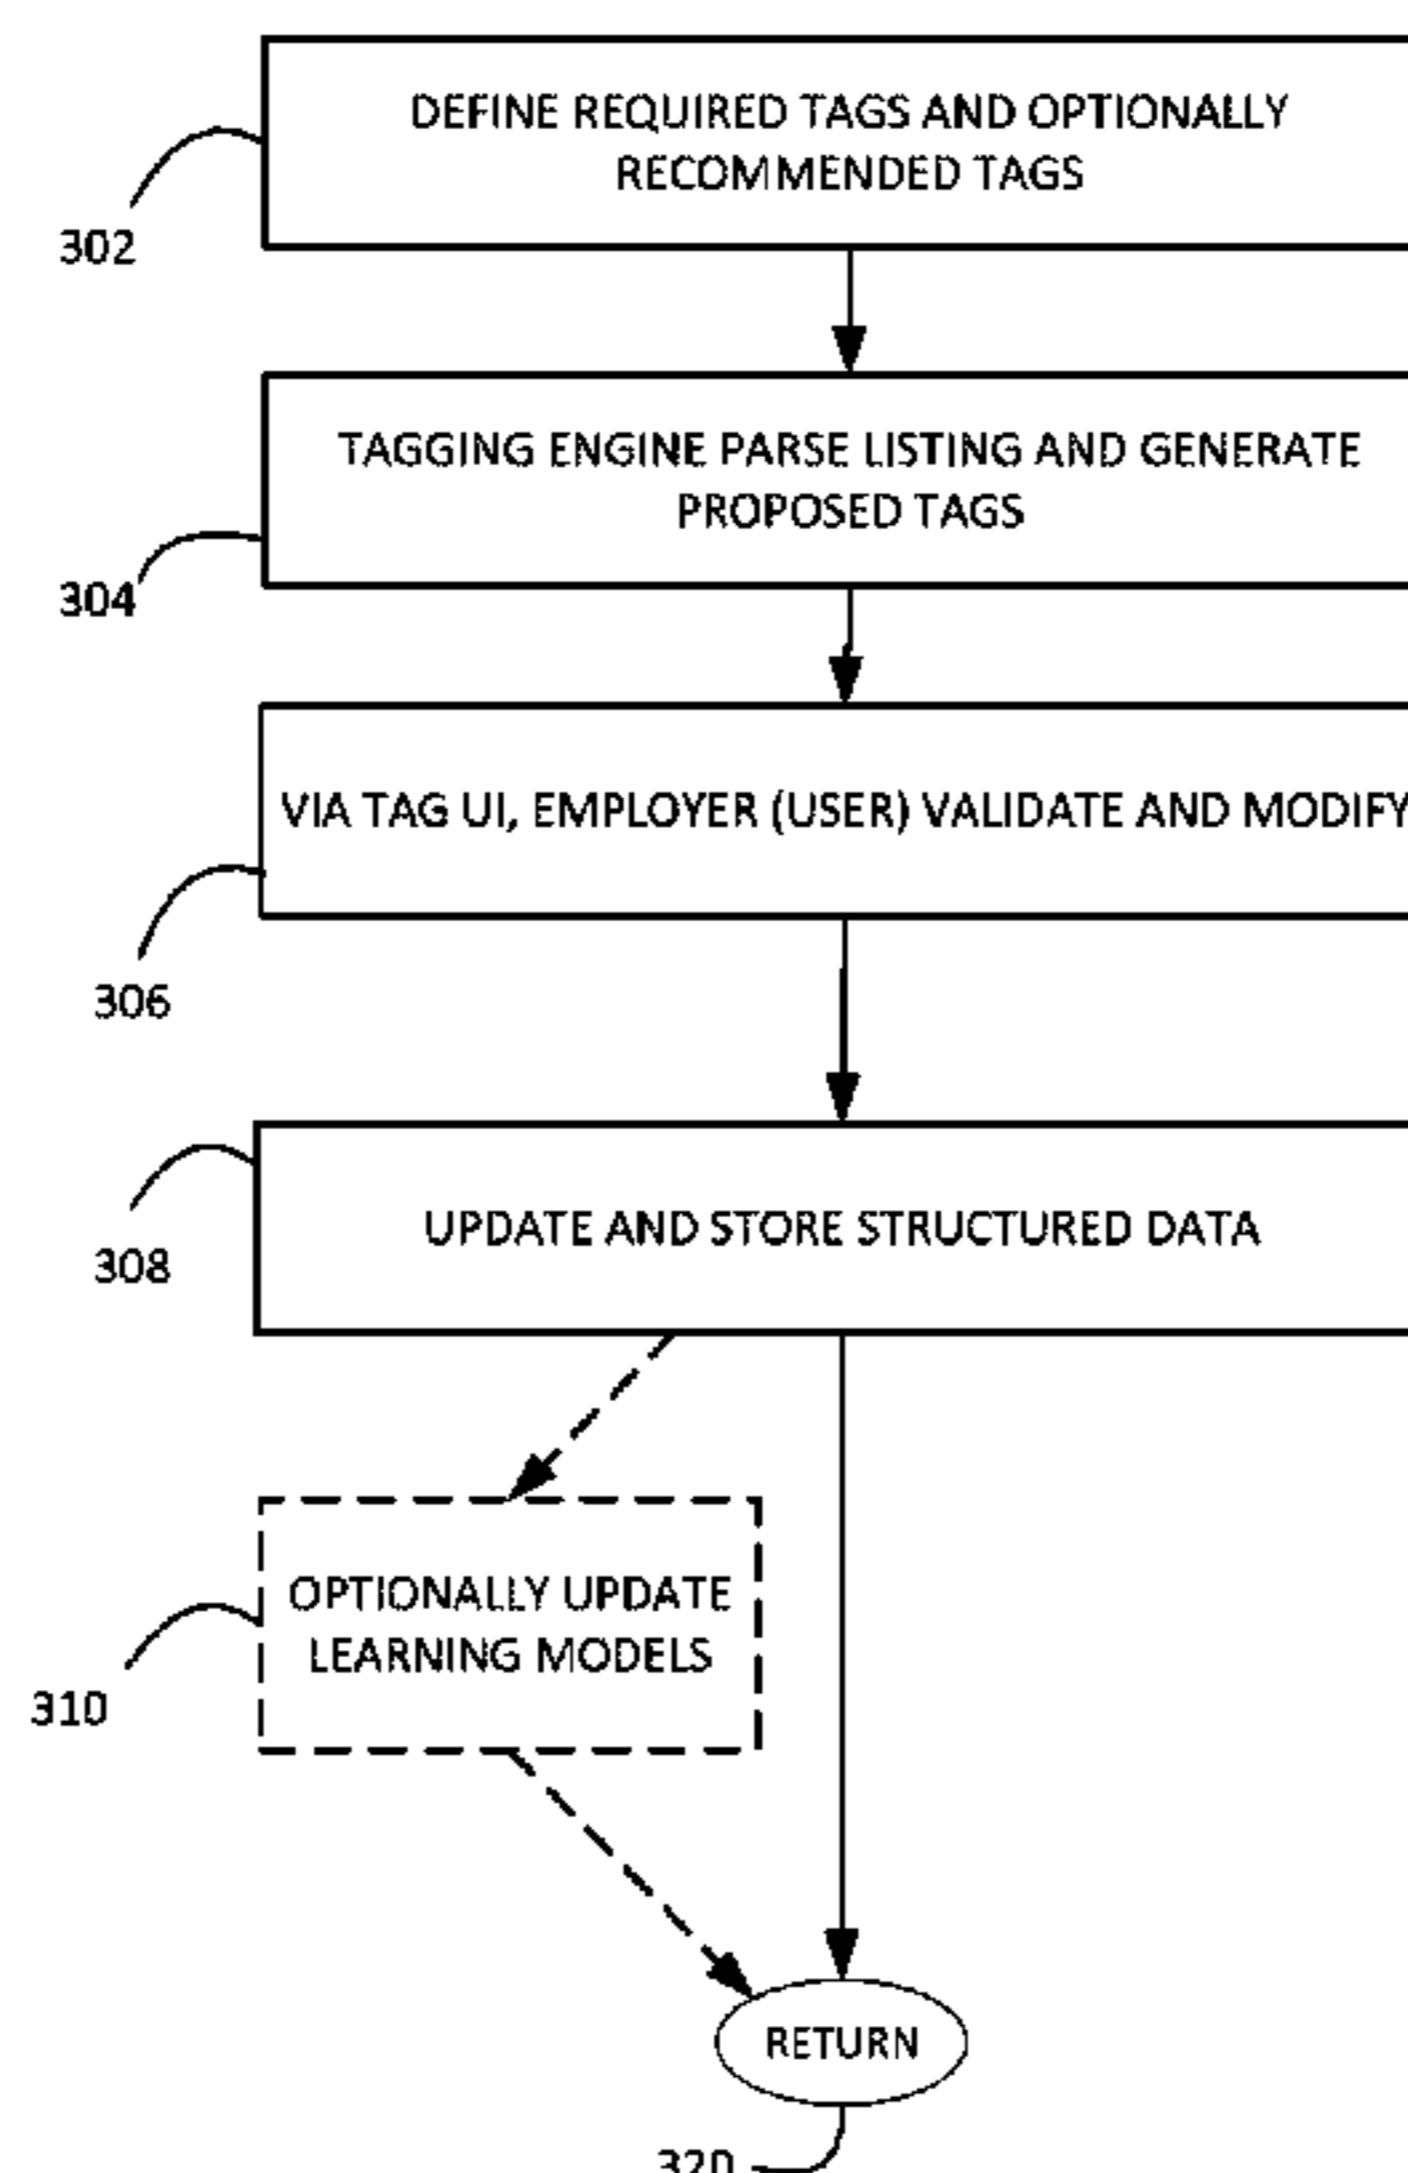 DEFINE REQUIRED TAGS AND OPTIONALLY
RECOMMENDED TAGS
302
TAGGING ENGINE PARSE LISTING AND GENERATE
PROPOSED TAGS
304
VIA TAG UI, EMPLOYER (USER) VALIDATE AND MODIFY
306
UPDATE AND STORE STRUCTURED DATA
308
OPTIONALLY UPDATE
LEARNING MODELS
310
RETURN
320